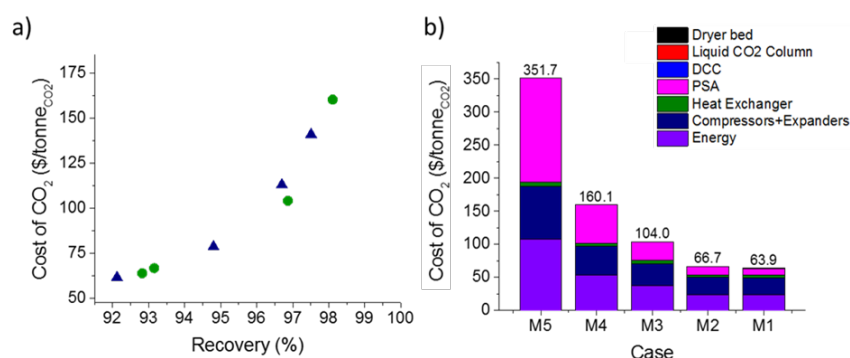 a)
Cost of CO₂ ($/tonne_CO2)
175
150
125
100
75
50
92 93 94 95 96 97 98 99 100
Recovery (%)
b)
Dryer bed
Liquid CO2 Column
DCC
PSA
Heat Exchanger
Compressors+Expanders
Energy
Cost of CO₂ ($/tonne_CO2)
350
300
250
200
150
100
50
0
351.7
160.1
104.0
66.7
63.9
M5 M4 M3 M2 M1
Case